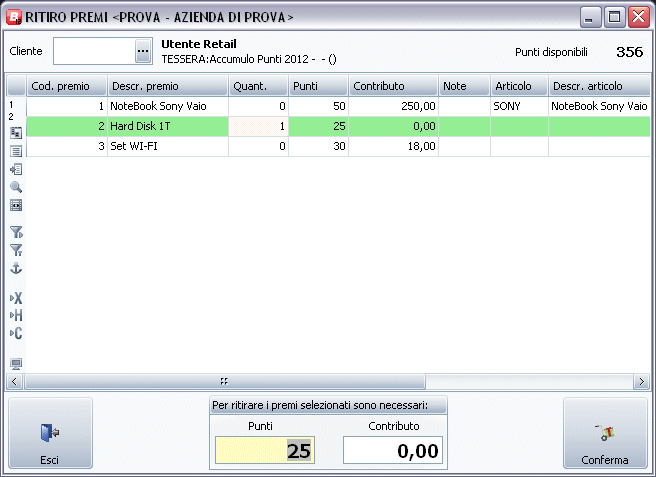 RITIRO PREMI <PROVA - AZIENDA DI PROVA>
Cliente ... Utente Retail
TESSERA:Accumulo Punti 2012 - - ()
Punti disponibili 356
Cod. premio Descr. premio Quant. Punti Contributo Note Articolo Descr. articolo
1 NoteBook Sony Vaio 0 50 250,00 SONY NoteBook Sony Vaio
2 Hard Disk 1T 1 25 0,00
3 Set WI-FI 0 30 18,00
1
2
X
H
C
Per ritirare i premi selezionati sono necessari:
Punti Contributo
25 0,00
Esci
Conferma